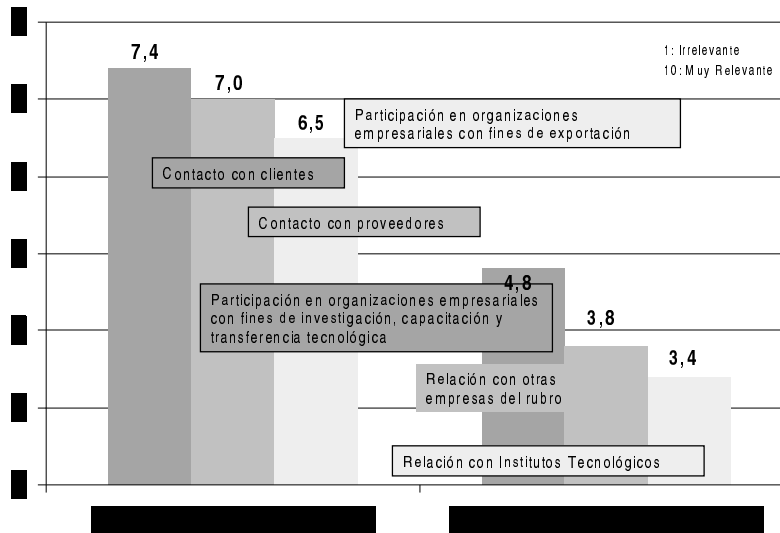 7,4
7,0
6,5
1: Irrelevante
10: Muy Relevante
Participación en organizaciones
empresariales con fines de exportación
Contacto con clientes
Contacto con proveedores
4,8
3,8
3,4
Participación en organizaciones empresariales
con fines de investigación, capacitación y
transferencia tecnológica
Relación con otras
empresas del rubro
Relación con Institutos Tecnológicos